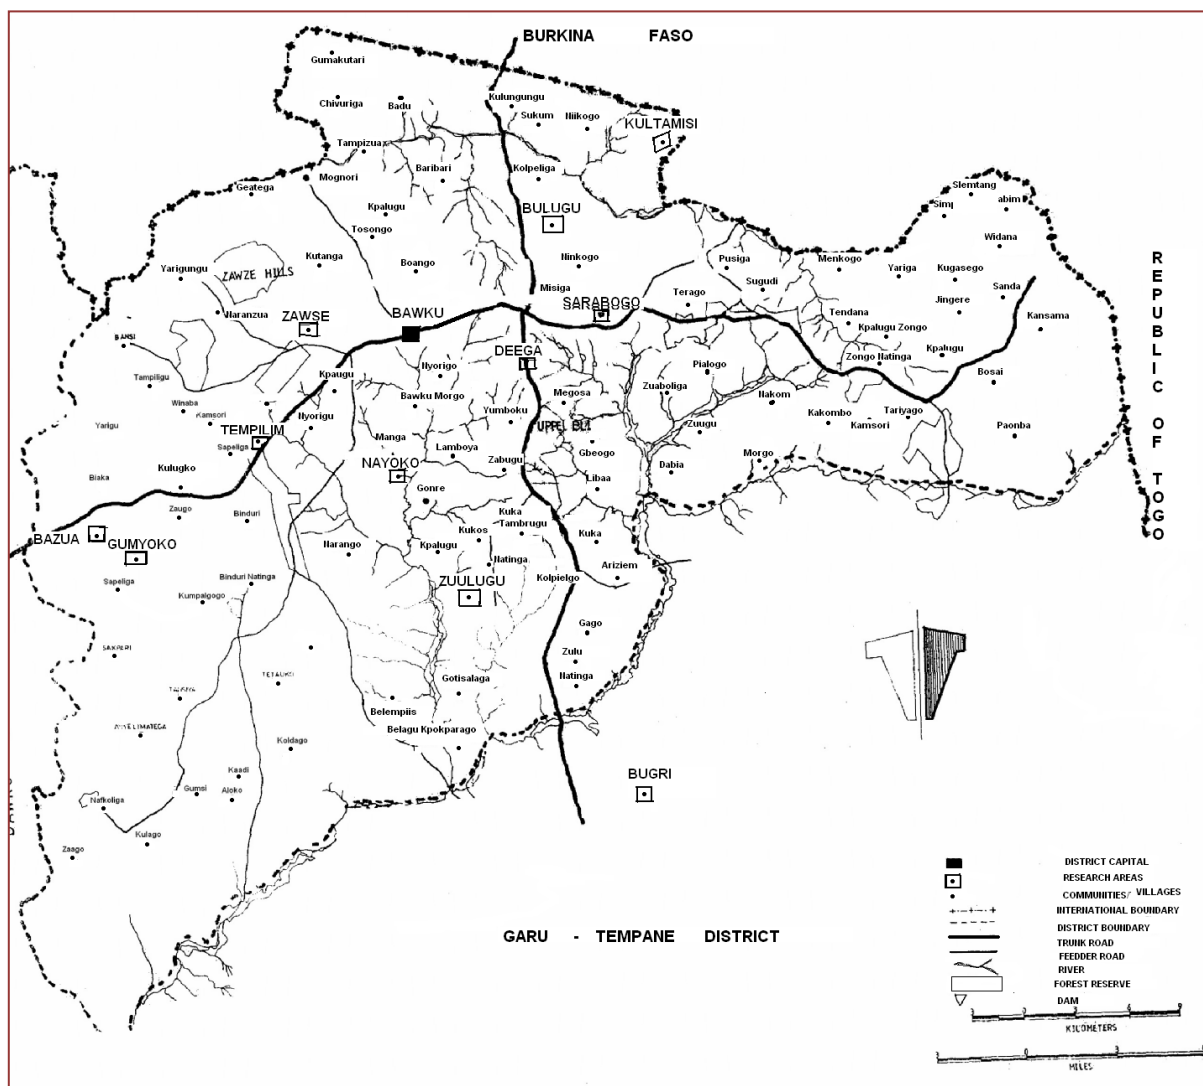 BURKINA FASO
Gumakutari
Chivuriga
Badu
Kulungungu
Sukum
Niikogo
KULTAMISI
Tampizua
Mognori
Baribari
Kolpeliga
Geatega
Kpalugu
BULUGU
Tosongo
Slemtang
abim
Widana
REPUBLIC OF TOGO
Yarigungu
ZAWZE HILLS
Kutanga
Boango
Ninkogo
Pusiga
Menkogo
Yariga
Kugasego
Misiga
Sugudi
Sanda
Naranzua
ZAWSE
BAWKU
SARABOGO
Terago
Jingere
Tendana
Kansama
Kpalugu Zongo
DEEGA
Kpalugu
Zongo Natinga
Tampiligu
Kpaugu
Nyorigo
Pialogo
Bosai
Winaba
Bawku Morgo
Megosa
Zuaboliga
Nakom
Kamsori
Nyorigu
Yumboku
Kakombo
Tariyago
Kamsori
Yarigu
TEMPILIM
Manga
Zuugu
Paonba
Sapeliga
Lamboya
Gbeogo
Kulugko
NAYOKO
Zabugu
Dabia
Morgo
Biaka
Libaa
Gonre
Zaugo
Binduri
Kuka
Tambrugu
BAZUA
GUMYOKO
Narango
Kukos
Kuka
Kpalugu
Natinga
Ariziem
Sapeliga
Binduri Natinga
ZUULUGU
Kolpielgo
Kumpalgogo
Gago
Zulu
Gotisalaga
Natinga
Belempiis
Belagu Kpokparago
Koldago
Kaadi
BUGRI
Gumsi
Aloko
Nafkoliga
Kulago
Zaago
GARU - TEMPANE DISTRICT
DISTRICT CAPITAL
RESEARCH AREAS
COMMUNITIES/ VILLAGES
INTERNATIONAL BOUNDARY
DISTRICT BOUNDARY
TRUNK ROAD
FEEDER ROAD
RIVER
FOREST RESERVE
DAM
KILOMETERS
MILES